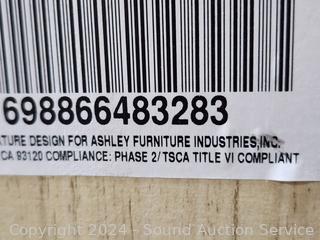 698866483283
ATURE DESIGN FOR ASHLEY FURNITURE INDUSTRIES,INC.
CA 93120 COMPLIANCE: PHASE 2/TSCA TITLE VI COMPLIANT
Copyright 2024 - Sound Auction Service